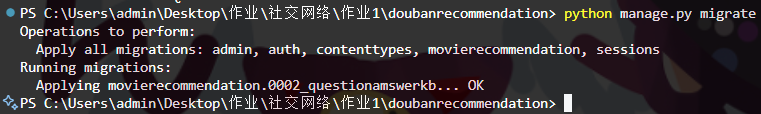 PS C:\Users\admin\Desktop\作业\社交网络\作业1\doubanrecommendation> python manage.py migrate
Operations to perform:
Apply all migrations: admin, auth, contenttypes, movierecommendation, sessions
Running migrations:
Applying movierecommendation.0002_questionamswerkb... OK
PS C:\Users\admin\Desktop\作业\社交网络\作业1\doubanrecommendation>